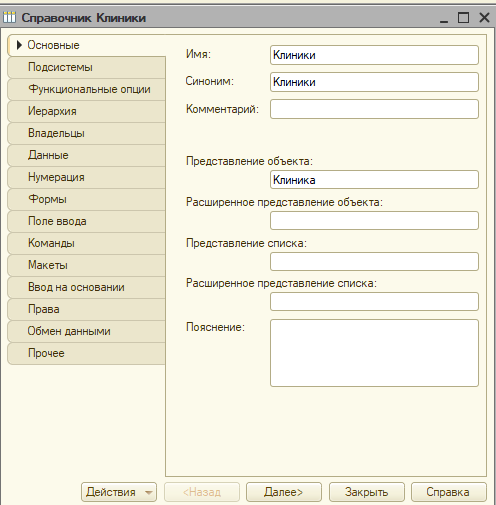 Справочник Клиники
Основные
Подсистемы
Функциональные опции
Иерархия
Владельцы
Данные
Нумерация
Формы
Поле ввода
Команды
Макеты
Ввод на основании
Права
Обмен данными
Прочее
Имя: Клиники
Синоним: Клиники
Комментарий:
Представление объекта:
Клиника
Расширенное представление объекта:
Представление списка:
Расширенное представление списка:
Пояснение:
Действия <Назад Далее> Закрыть Справка